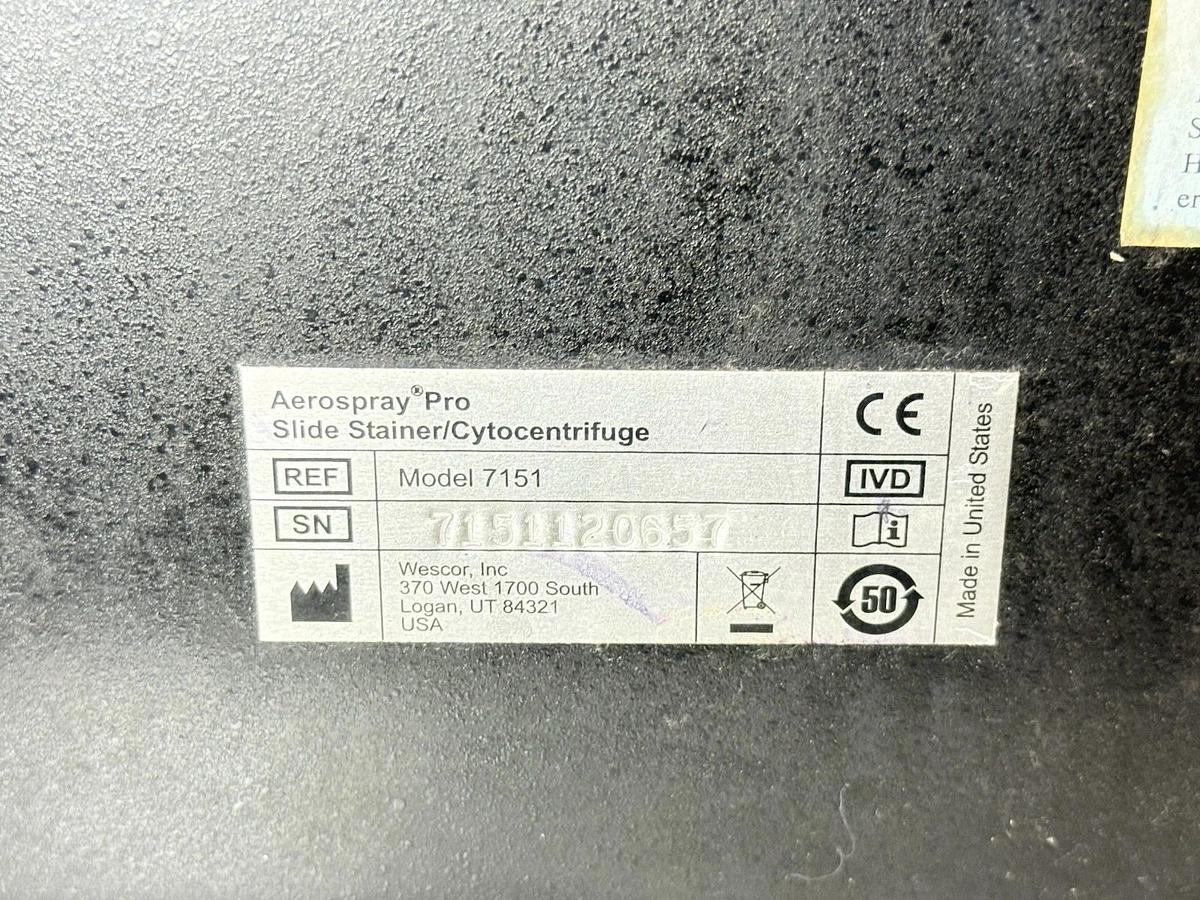 Aerospray®Pro
Slide Stainer/Cytocentrifuge
CE
REF
Model 7151
IVD
SN
7151120657
i
Wescor, Inc
370 West 1700 South
Logan, UT 84321
USA
50
Made in United States
S
H
er